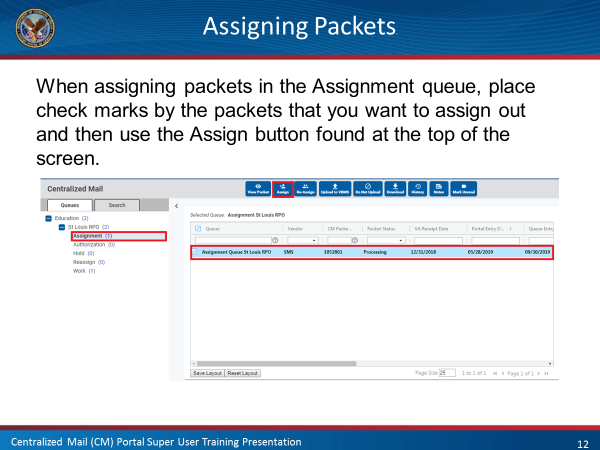 Assigning Packets
When assigning packets in the Assignment queue, place
check marks by the packets that you want to assign out
and then use the Assign button found at the top of the
screen.
Centralized Mail
View Packet Assign Re-Assign Upload to VBMS Do Not Upload Download History Notes Mark Unread
Queues Search
Education (2)
St Louis RPO (2)
Assignment (1)
Authorization (0)
Hold (0)
Reassign (0)
Work (1)
Selected Queue: Assignment St Louis RPO
Queue Vendor CM Packe... Packet Status VA Receipt Date Portal Entry D... Queue Entry
Assignment Queue St Louis RPO SMS 1052801 Processing 12/31/2018 05/28/2019 09/30/2019
Save Layout Reset Layout Page Size 25 1 to 1 of 1 Page 1 of 1
Centralized Mail (CM) Portal Super User Training Presentation
12